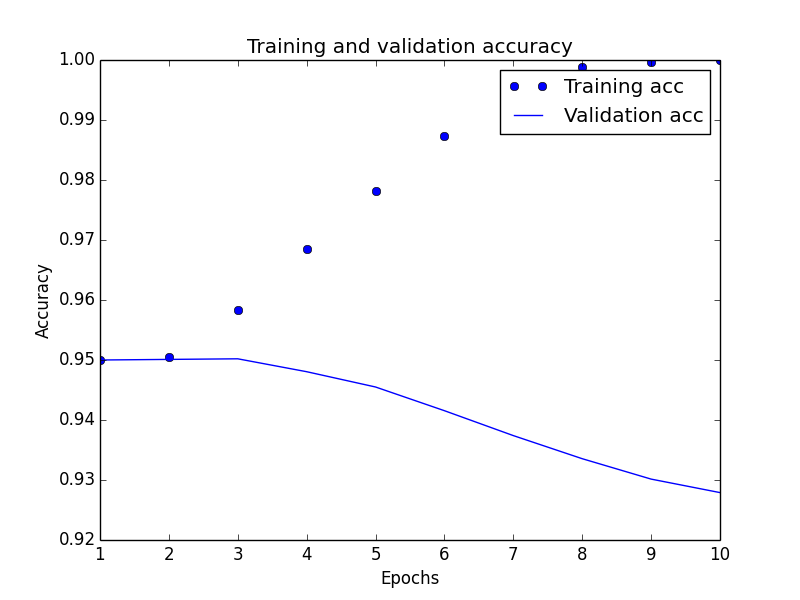 Training and validation accuracy
1.00
0.99
0.98
0.97
0.96
0.95
0.94
0.93
0.92
Accuracy
Training acc
Validation acc
1 2 3 4 5 6 7 8 9 10
Epochs